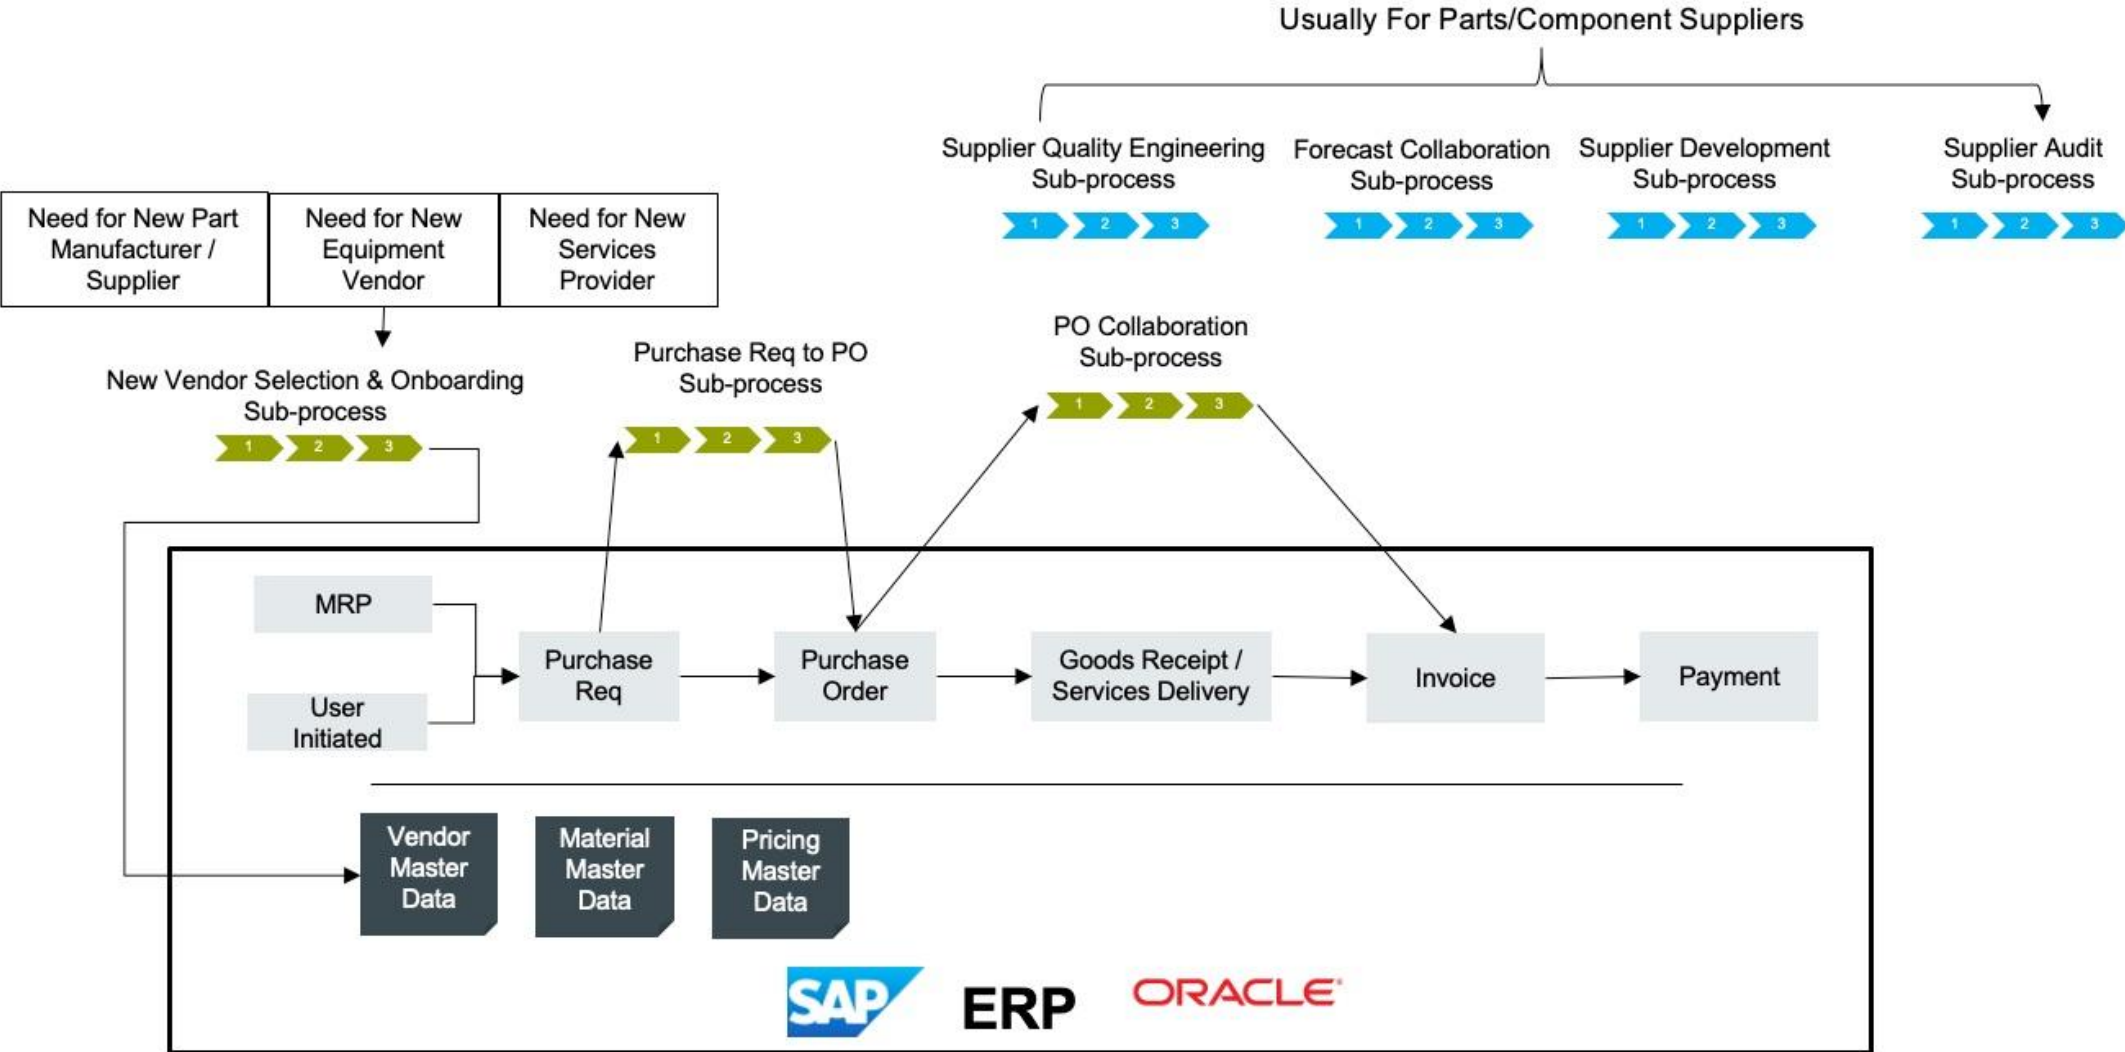 Usually For Parts/Component Suppliers
Supplier Quality Engineering
Sub-process
1 2 3
Forecast Collaboration
Sub-process
1 2 3
Supplier Development
Sub-process
1 2 3
Supplier Audit
Sub-process
1 2 3
Need for New Part
Manufacturer /
Supplier
Need for New
Equipment
Vendor
Need for New
Services
Provider
New Vendor Selection & Onboarding
Sub-process
1 2 3
Purchase Req to PO
Sub-process
1 2 3
PO Collaboration
Sub-process
1 2 3
MRP
User
Initiated
Purchase
Req
Purchase
Order
Goods Receipt /
Services Delivery
Invoice
Payment
Vendor
Master
Data
Material
Master
Data
Pricing
Master
Data
SAP
ERP
ORACLE